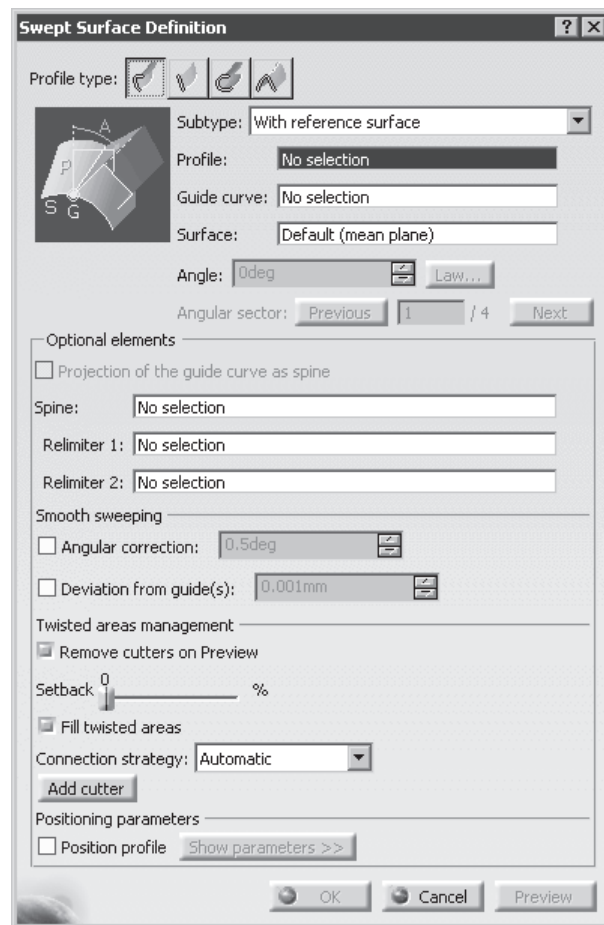 Swept Surface Definition ? X
Profile type:
Subtype: With reference surface
Profile: No selection
Guide curve: No selection
Surface: Default (mean plane)
A
P
S G
Angle: 0deg Law...
Angular sector: Previous 1 / 4 Next
Optional elements
Projection of the guide curve as spine
Spine: No selection
Relimiter 1: No selection
Relimiter 2: No selection
Smooth sweeping
Angular correction: 0.5deg
Deviation from guide(s): 0.001mm
Twisted areas management
Remove cutters on Preview
0
Setback %
Fill twisted areas
Connection strategy: Automatic
Add cutter
Positioning parameters
Position profile Show parameters >>
OK Cancel Preview